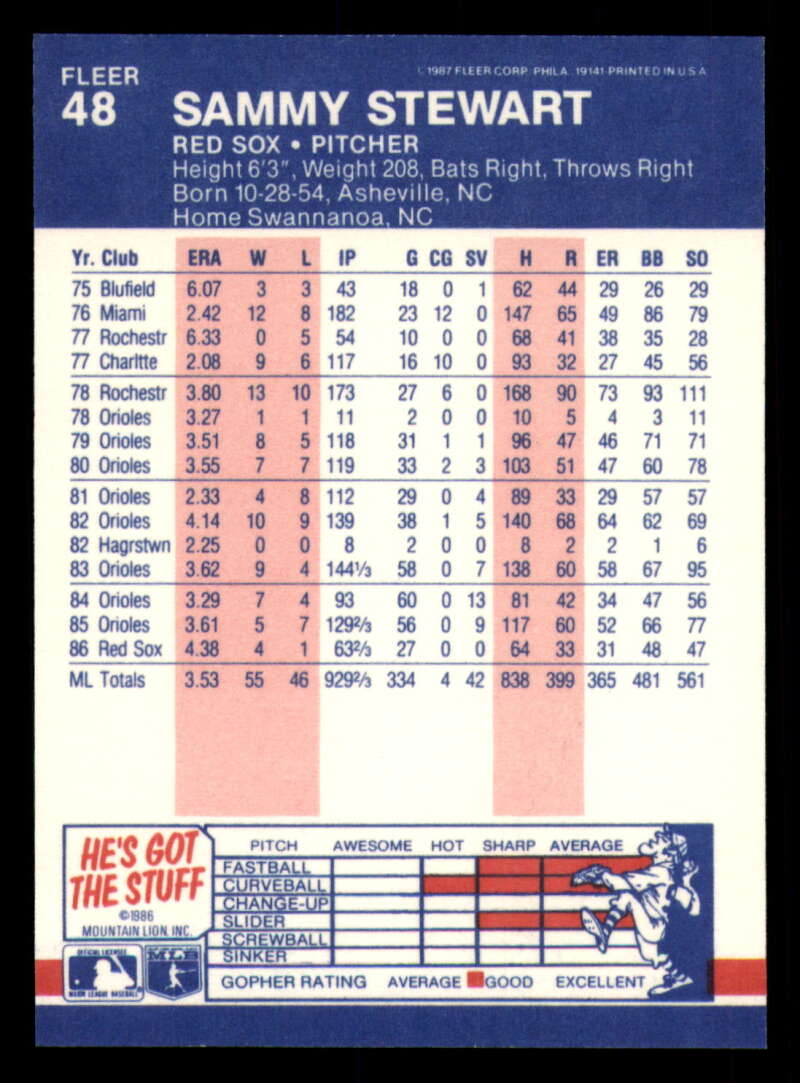 FLEER
©1987 FLEER CORP. PHILA. 19141-PRINTED IN U S A
48 SAMMY STEWART
RED SOX • PITCHER
Height 6'3", Weight 208, Bats Right, Throws Right
Born 10-28-54, Asheville, NC
Home Swannanoa, NC
Yr. Club ERA W L IP G CG SV H R ER BB SO
75 Blufield 6.07 3 3 43 18 0 1 62 44 29 26 29
76 Miami 2.42 12 8 182 23 12 0 147 65 49 86 79
77 Rochestr 6.33 0 5 54 10 0 0 68 41 38 35 28
77 Charltte 2.08 9 6 117 16 10 0 93 32 27 45 56
78 Rochestr 3.80 13 10 173 27 6 0 168 90 73 93 111
78 Orioles 3.27 1 1 11 2 0 0 10 5 4 3 11
79 Orioles 3.51 8 5 118 31 1 1 96 47 46 71 71
80 Orioles 3.55 7 7 119 33 2 3 103 51 47 60 78
81 Orioles 2.33 4 8 112 29 0 4 89 33 29 57 57
82 Orioles 4.14 10 9 139 38 1 5 140 68 64 62 69
82 Hagrstwn 2.25 0 0 8 2 0 0 8 2 2 1 6
83 Orioles 3.62 9 4 144⅓ 58 0 7 138 60 58 67 95
84 Orioles 3.29 7 4 93 60 0 13 81 42 34 47 56
85 Orioles 3.61 5 7 129⅔ 56 0 9 117 60 52 66 77
86 Red Sox 4.38 4 1 63⅔ 27 0 0 64 33 31 48 47
ML Totals 3.53 55 46 929⅔ 334 4 42 838 399 365 481 561
HE'S GOT
THE STUFF
©1986
MOUNTAIN LION, INC.
PITCH AWESOME HOT SHARP AVERAGE
FASTBALL
CURVEBALL
CHANGE-UP
SLIDER
SCREWBALL
SINKER
GOPHER RATING AVERAGE GOOD EXCELLENT
OFFICIAL LICENSEE
MAJOR LEAGUE BASEBALL
MLB